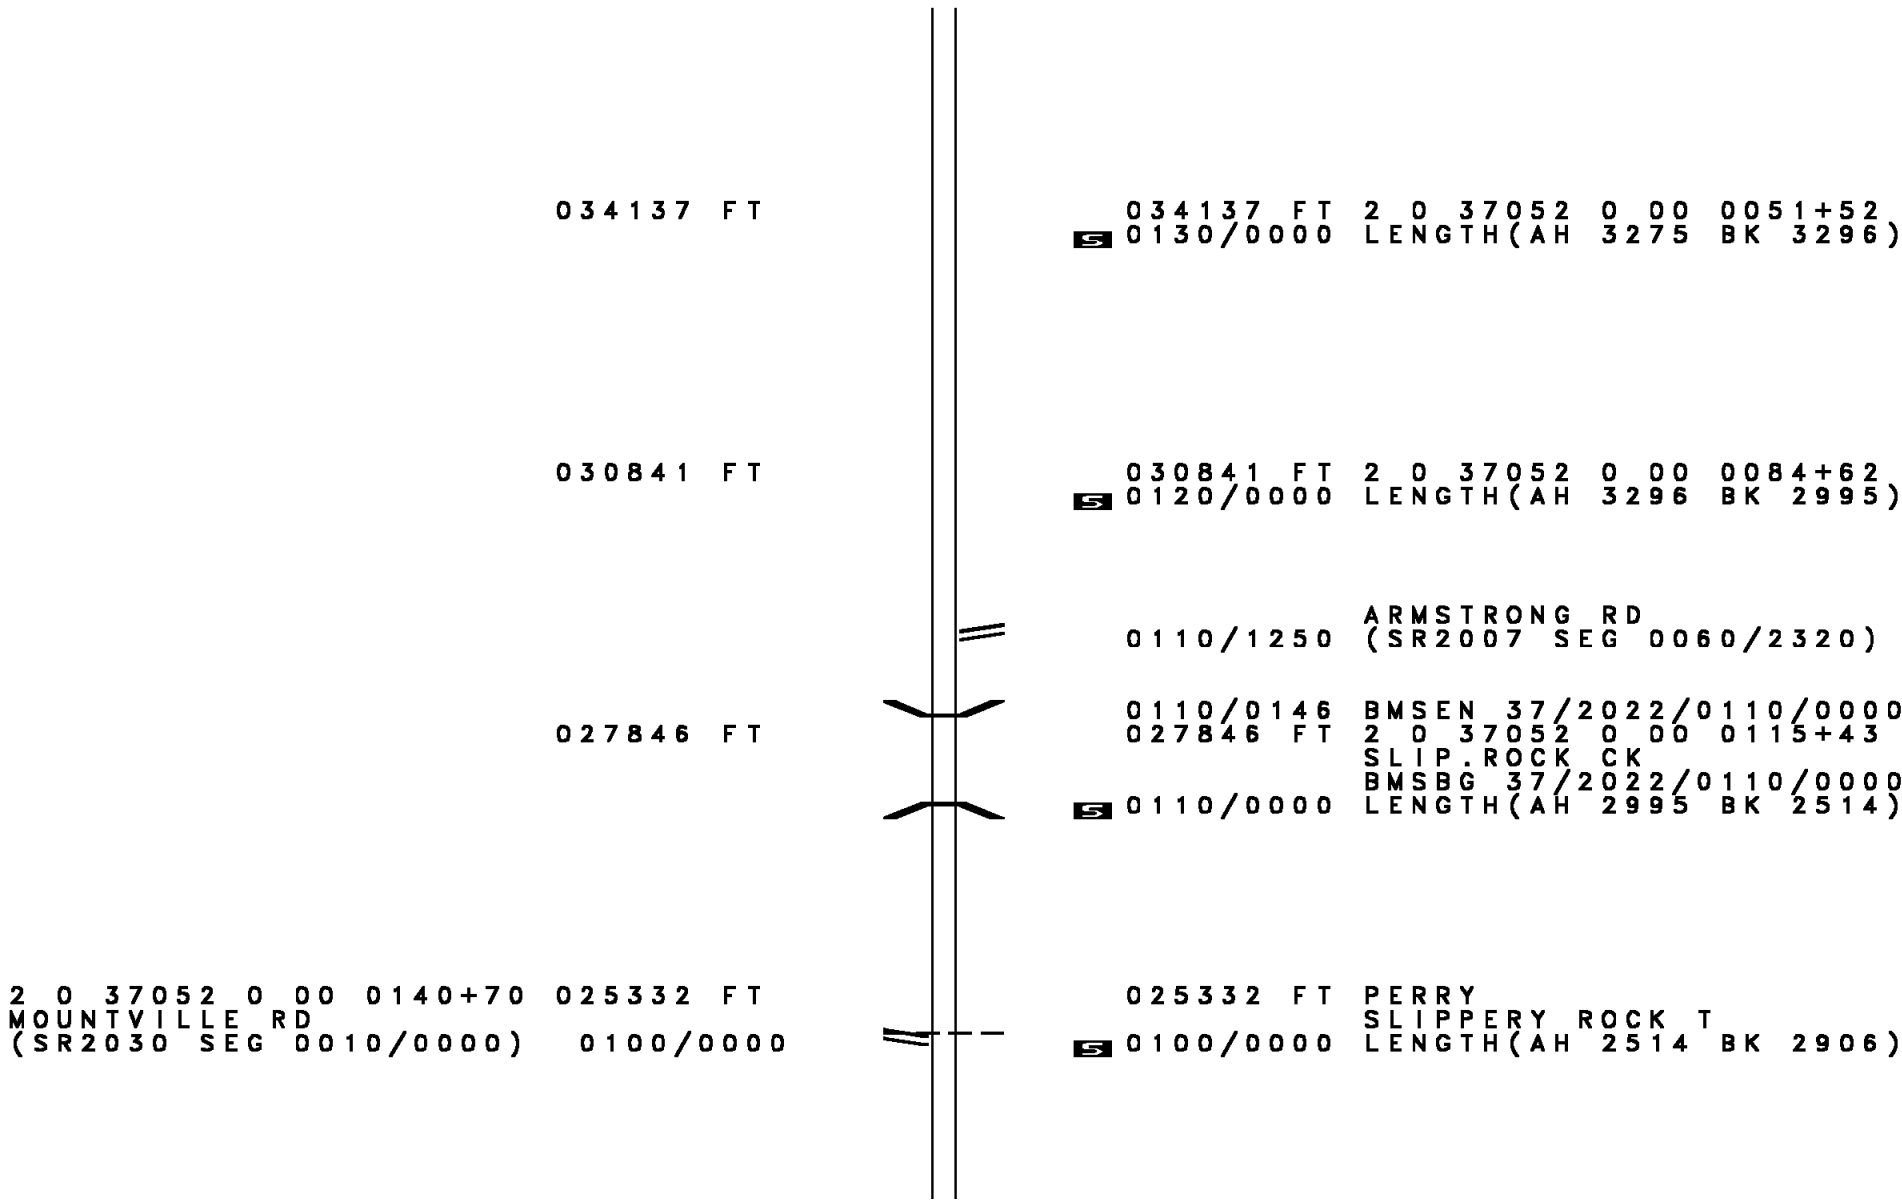 034137 FT 034137 FT 2 0 37052 0 00 0051+52
S 0130/0000 LENGTH(AH 3275 BK 3296)
030841 FT 030841 FT 2 0 37052 0 00 0084+62
S 0120/0000 LENGTH(AH 3296 BK 2995)
ARMSTRONG RD
0110/1250 (SR2007 SEG 0060/2320)
0110/0146 BMSEN 37/2022/0110/0000
027846 FT 027846 FT 2 0 37052 0 00 0115+43
SLIP.ROCK CK
BMSBG 37/2022/0110/0000
S 0110/0000 LENGTH(AH 2995 BK 2514)
2 0 37052 0 00 0140+70 025332 FT 025332 FT PERRY
MOUNTVILLE RD SLIPPERY ROCK T
(SR2030 SEG 0010/0000) 0100/0000 S 0100/0000 LENGTH(AH 2514 BK 2906)